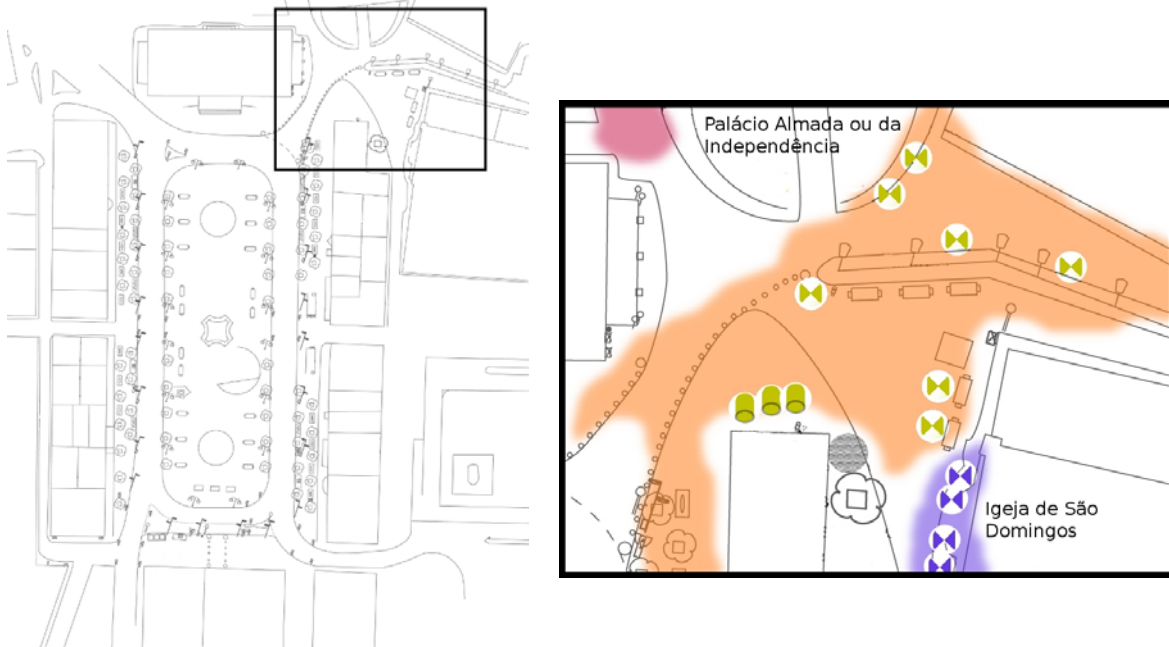 Palácio Almada ou da
Independência
Igeja de São
Domingos